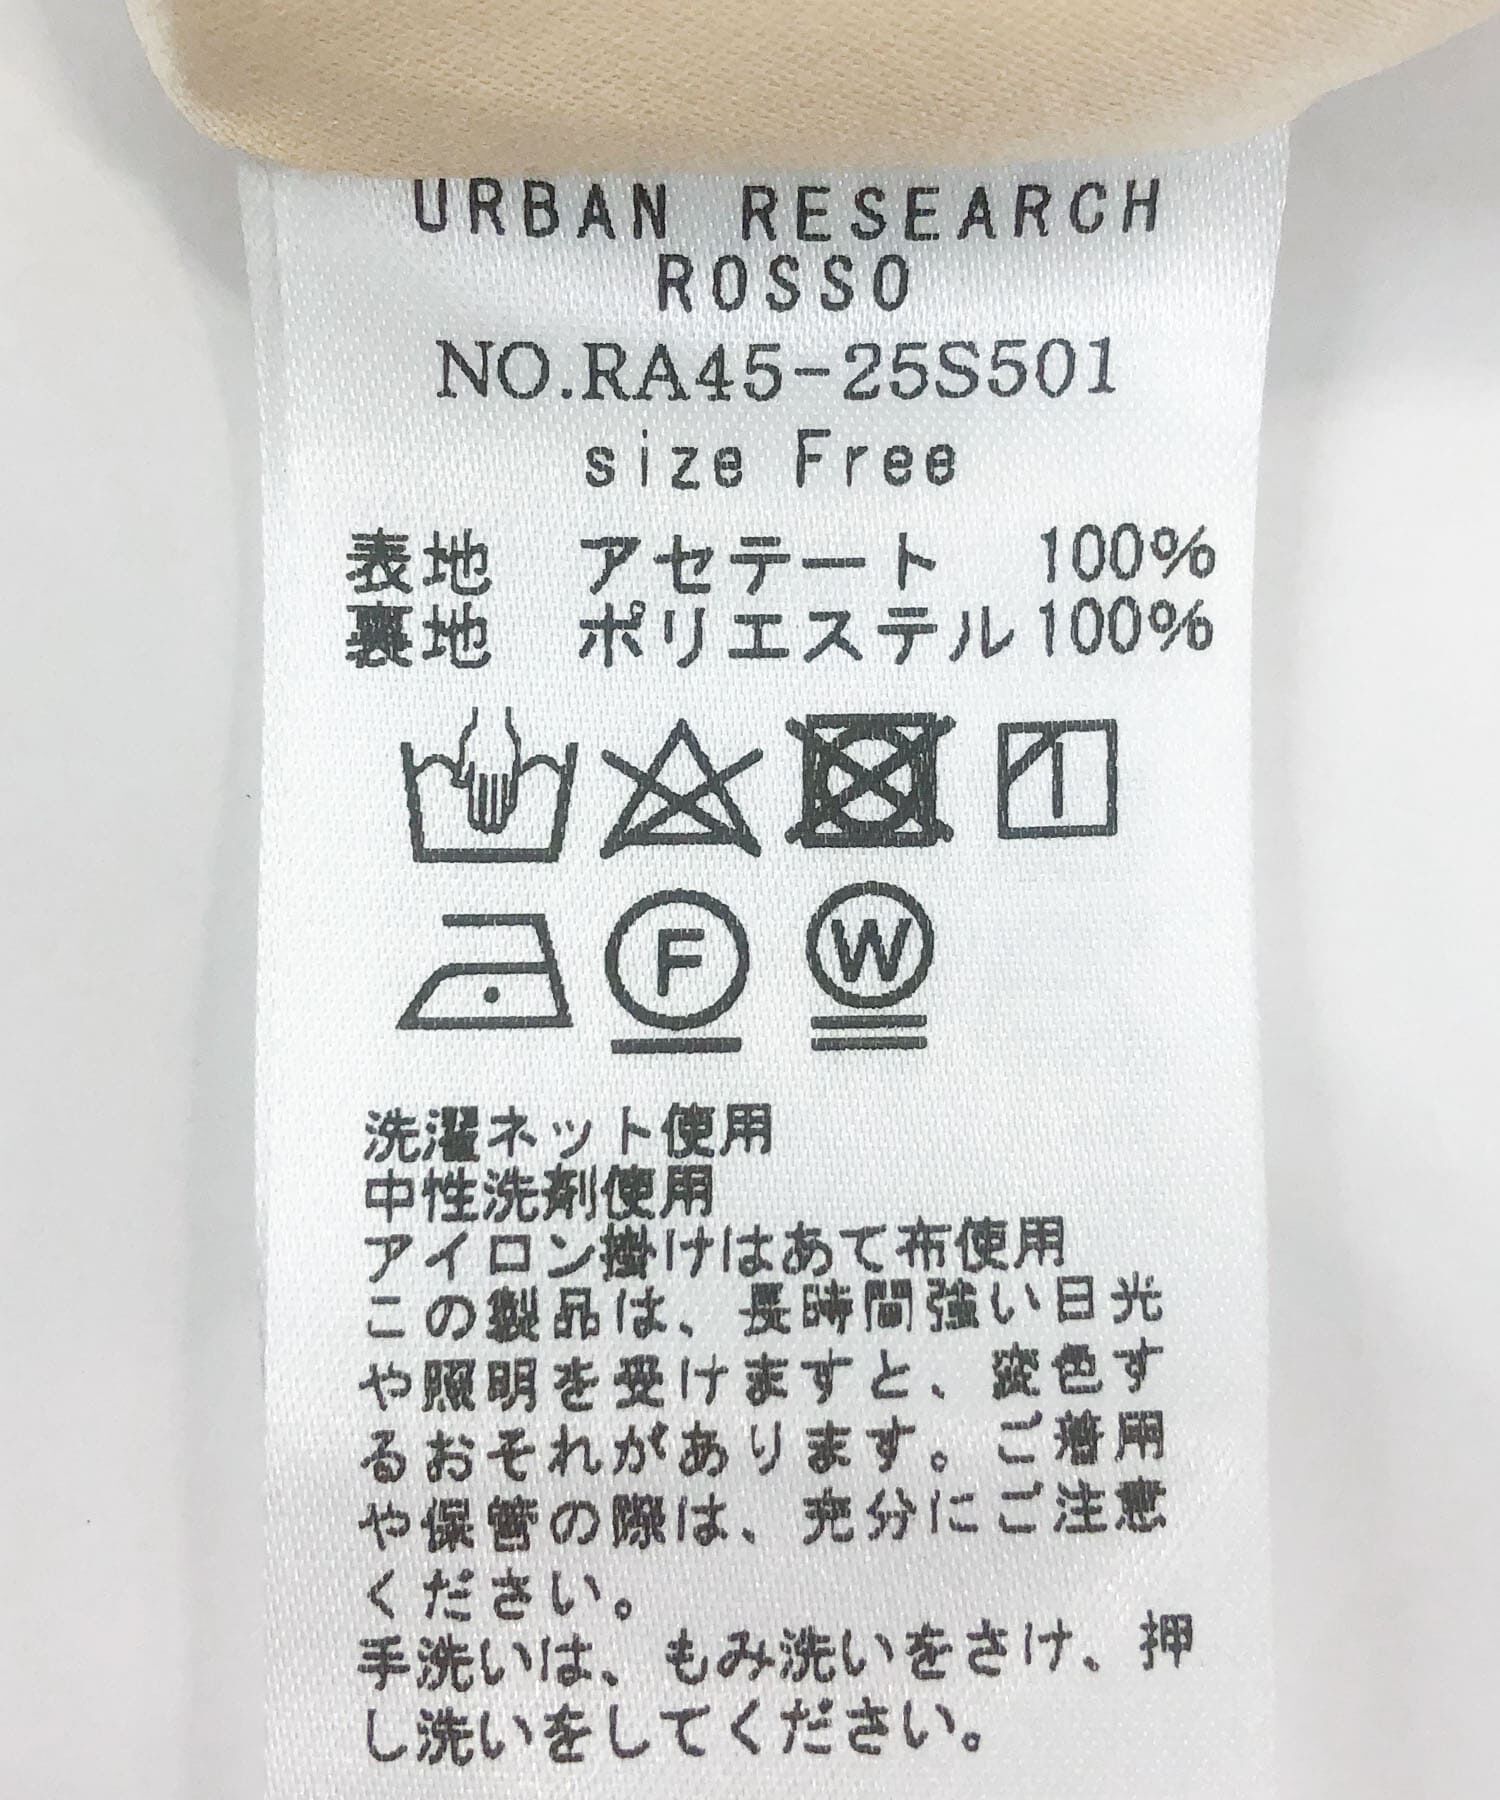 URBAN RESEARCH
ROSSO
NO.RA45-25S501
size Free
表地 アセテート 100%
裏地 ポリエステル100%
F W
洗濯ネット使用
中性洗剤使用
アイロン掛けはあて布使用
この製品は、長時間強い日光
や照明を受けますと、変色す
るおそれがあります。ご着用
や保管の際は、充分にご注意
ください。
手洗いは、もみ洗いをさけ、押
し洗いをしてください。